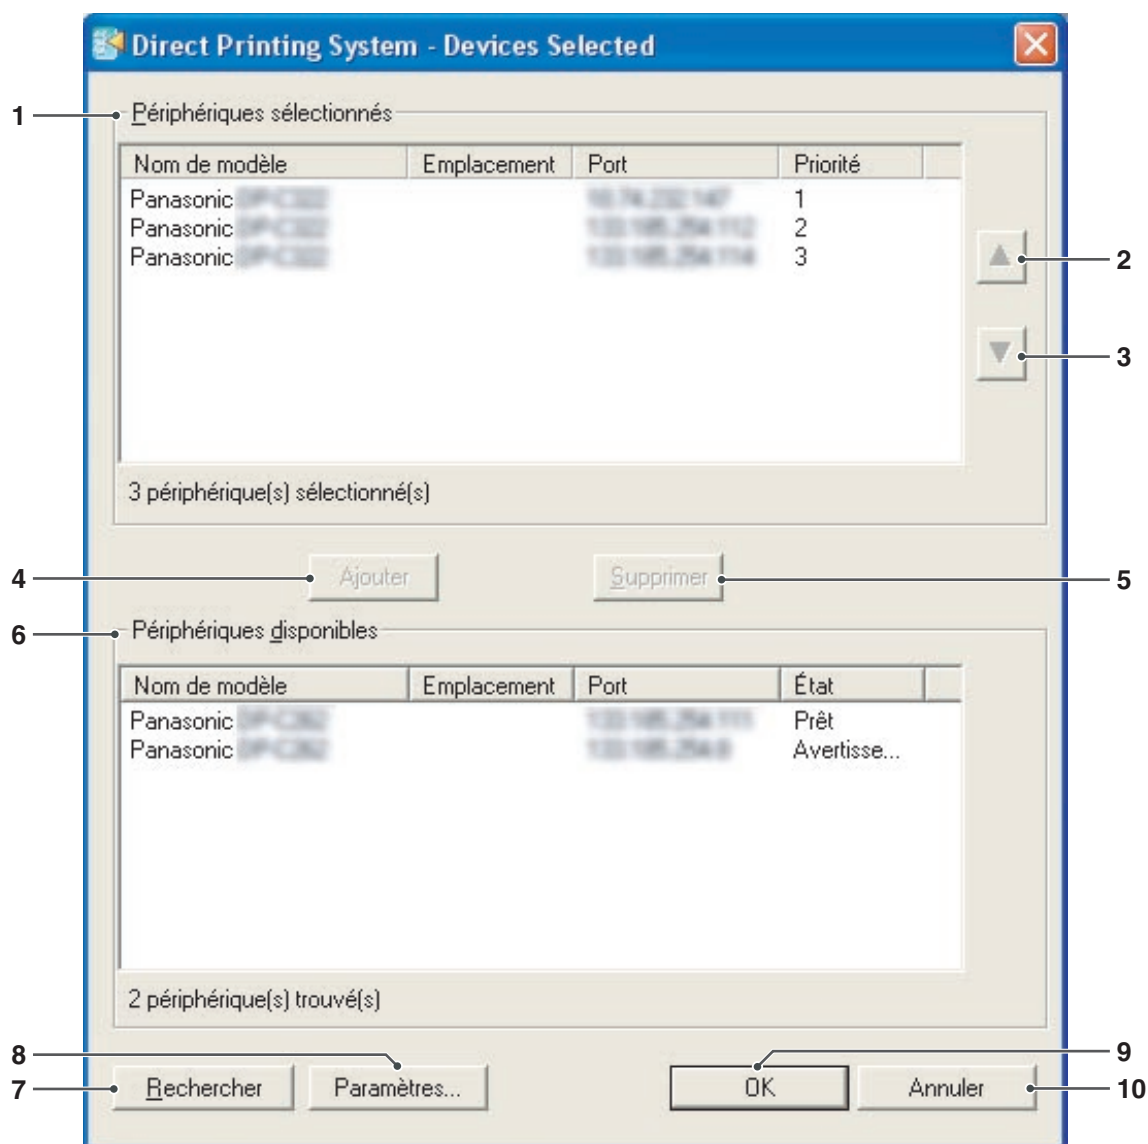 Direct Printing System - Devices Selected
1 Périphériques sélectionnés
Nom de modèle Emplacement Port Priorité
Panasonic 1
Panasonic 2
Panasonic 3
2
3
3 périphérique(s) sélectionné(s)
4 Ajouter Supprimer 5
6 Périphériques disponibles
Nom de modèle Emplacement Port État
Panasonic Prêt
Panasonic Avertisse...
2 périphérique(s) trouvé(s)
8 9
7 Rechercher Paramètres... OK Annuler 10